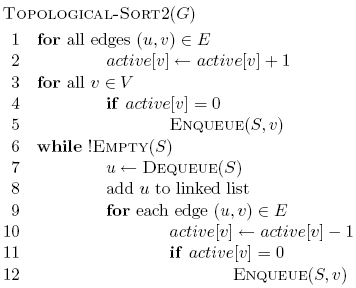 TOPOLOGICAL-SORT2(G)
1 for all edges (u, v) ∈ E
2 active[v] ← active[v] + 1
3 for all v ∈ V
4 if active[v] = 0
5 ENQUEUE(S, v)
6 while !EMPTY(S)
7 u ← DEQUEUE(S)
8 add u to linked list
9 for each edge (u, v) ∈ E
10 active[v] ← active[v] − 1
11 if active[v] = 0
12 ENQUEUE(S, v)